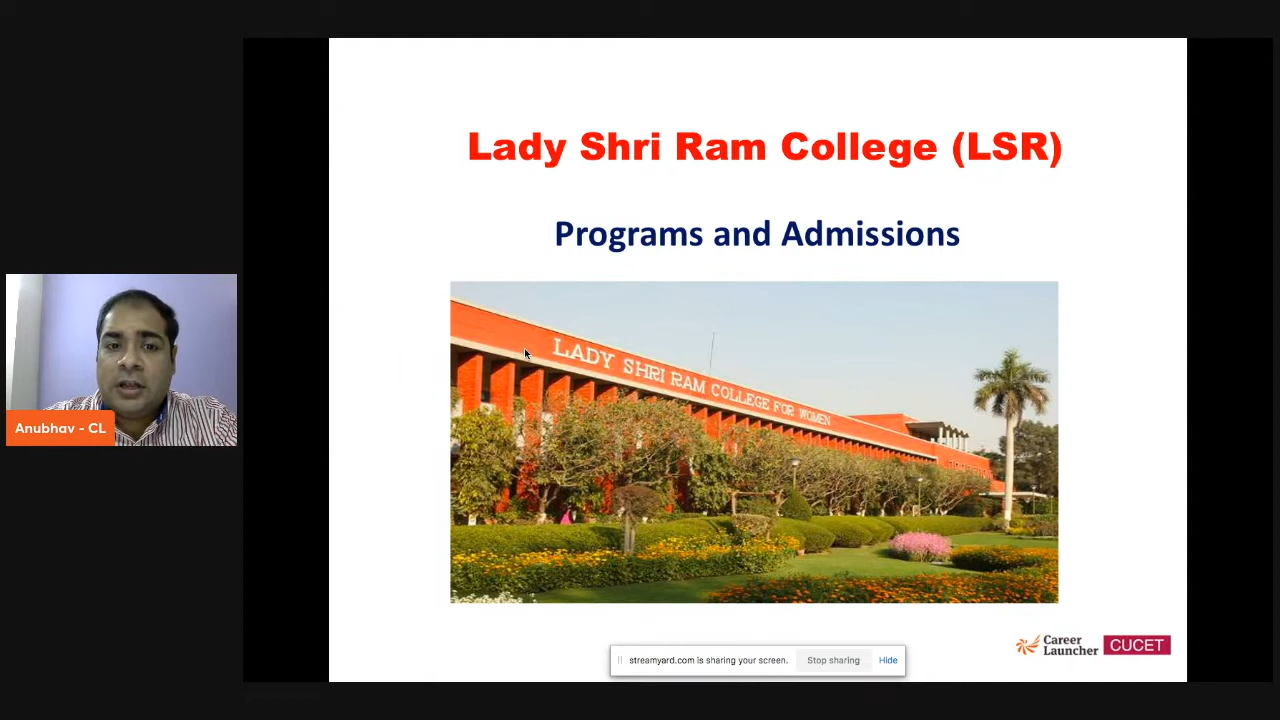 Lady Shri Ram College (LSR)
Programs and Admissions
LADY SHRI RAM COLLEGE FOR WOMEN
Anubhav - CL
Career
Launcher
CUCET
streamyard.com is sharing your screen.
Stop sharing
Hide